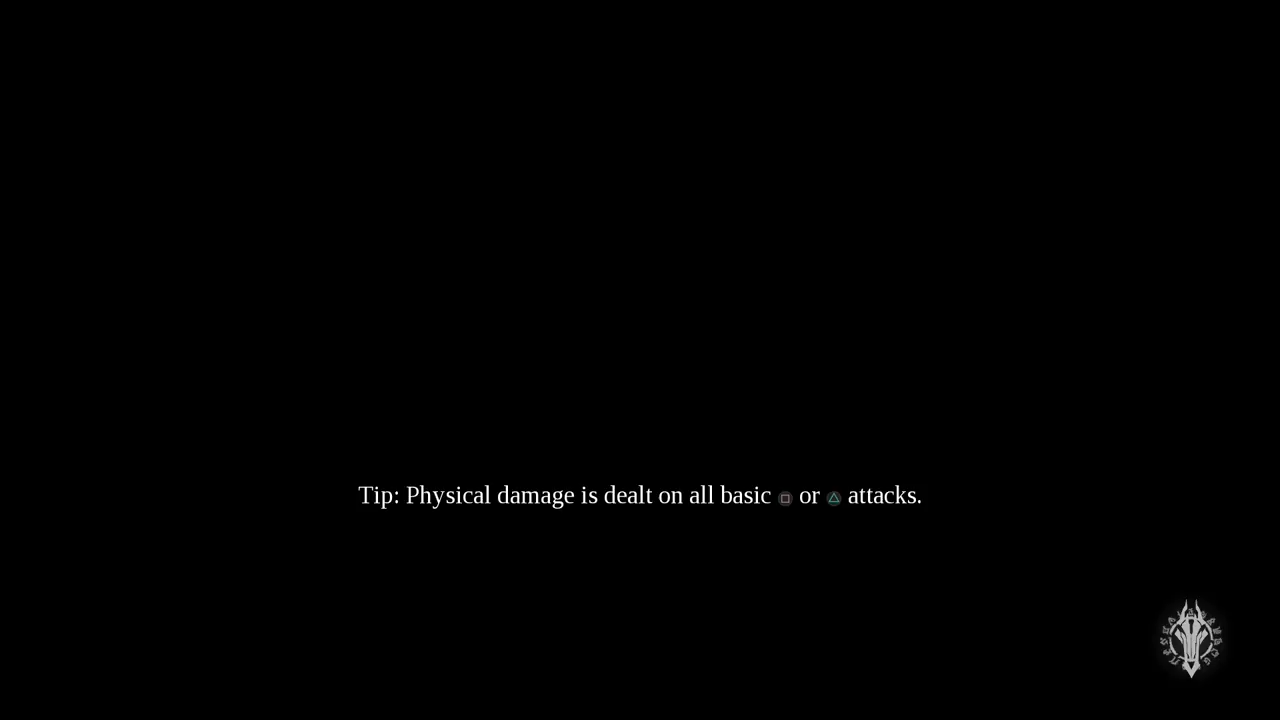 Tip: Physical damage is dealt on all basic □ or △ attacks.